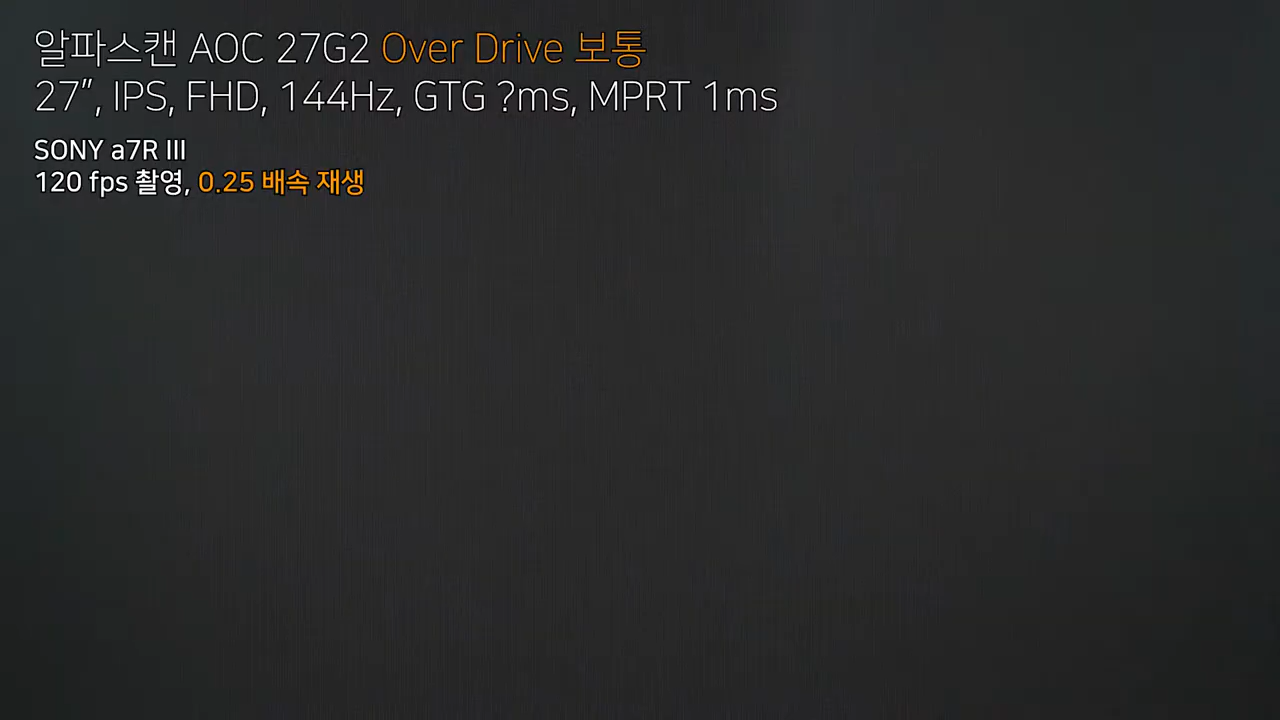 알파스캔 AOC 27G2 Over Drive 보통
27”, IPS, FHD, 144Hz, GTG ?ms, MPRT 1ms
SONY a7R III
120 fps 촬영, 0.25 배속 재생